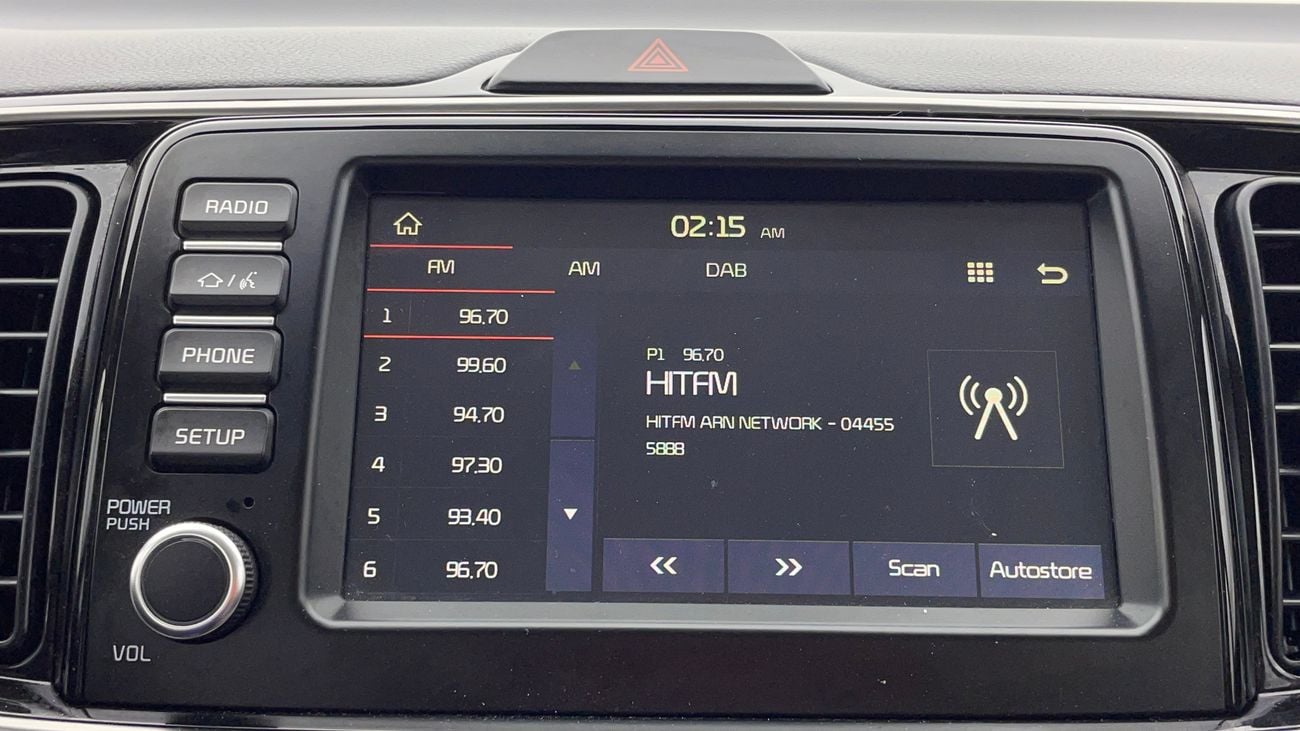 RADIO
PHONE
SETUP
POWER
PUSH
VOL
02:15 AM
FM AM DAB
1 96.70
2 99.60
3 94.70
4 97.30
5 93.40
6 96.70
P1 96.70
HITFM
HITFM ARN NETWORK - 04455
5888
Scan Autostore